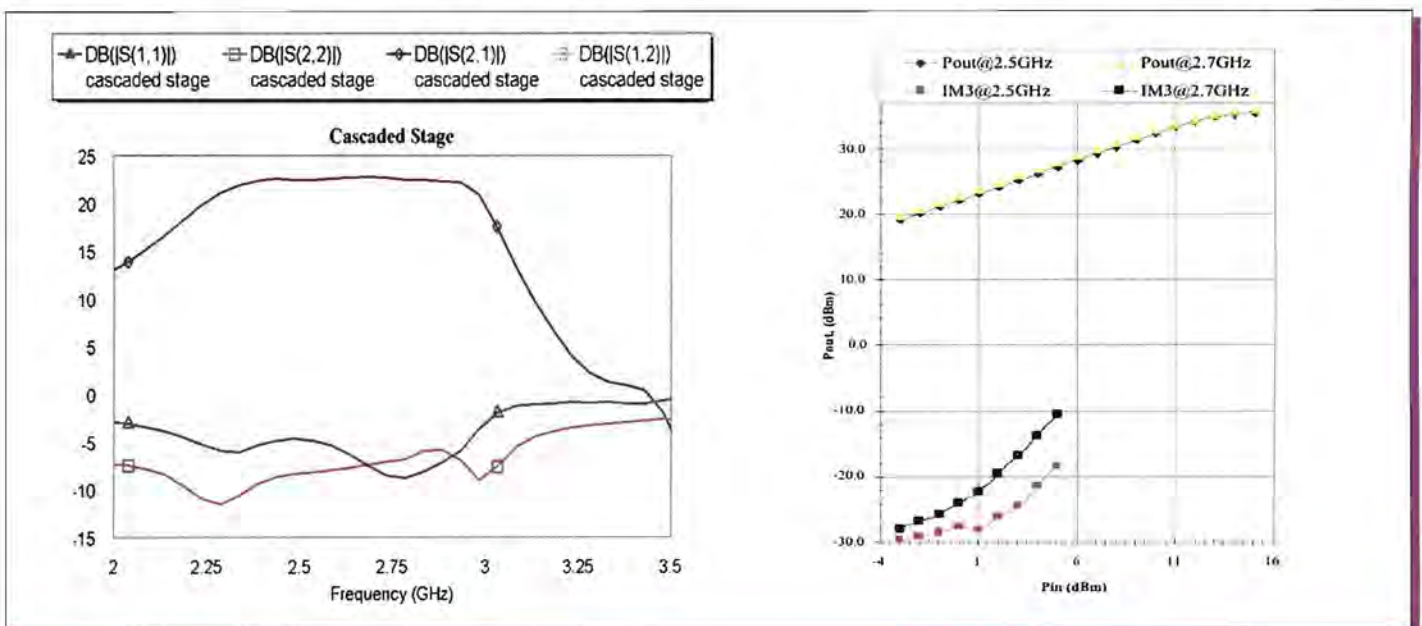 DB(|S(1,1)|)
cascaded stage
DB(|S(2,2)|)
cascaded stage
DB(|S(2,1)|)
cascaded stage
DB(|S(1,2)|)
cascaded stage
Cascaded Stage
25
20
15
10
5
0
-5
-10
-15
2
2.25
2.5
2.75
3
3.25
3.5
Frequency (GHz)
Pout@2.5GHz
Pout@2.7GHz
IM3@2.5GHz
IM3@2.7GHz
30.0
20.0
10.0
0.0
-10.0
-20.0
-30.0
Pout, (dBm)
-4
1
6
11
16
Pin (dBm)